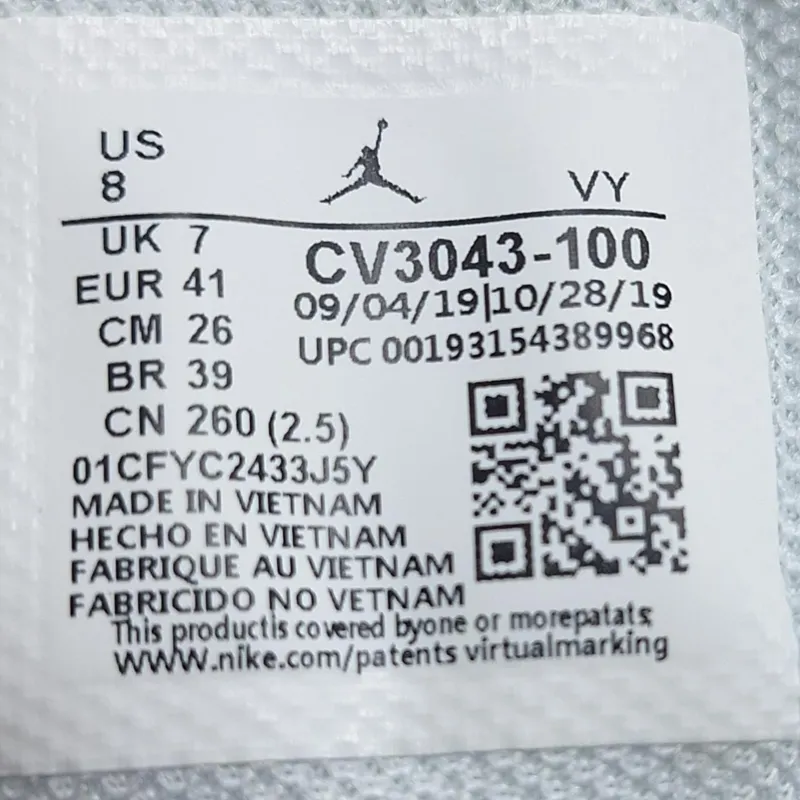 US
8
VY
UK 7
EUR 41
CM 26
BR 39
CN 260 (2.5)
CV3043-100
09/04/19|10/28/19
UPC 00193154389968
01CFYC2433J5Y
MADE IN VIETNAM
HECHO EN VIETNAM
FABRIQUE AU VIETNAM
FABRICIDO NO VETNAM
This productis covered byone or morepatats
WWW.nike.com/patents virtualmarking